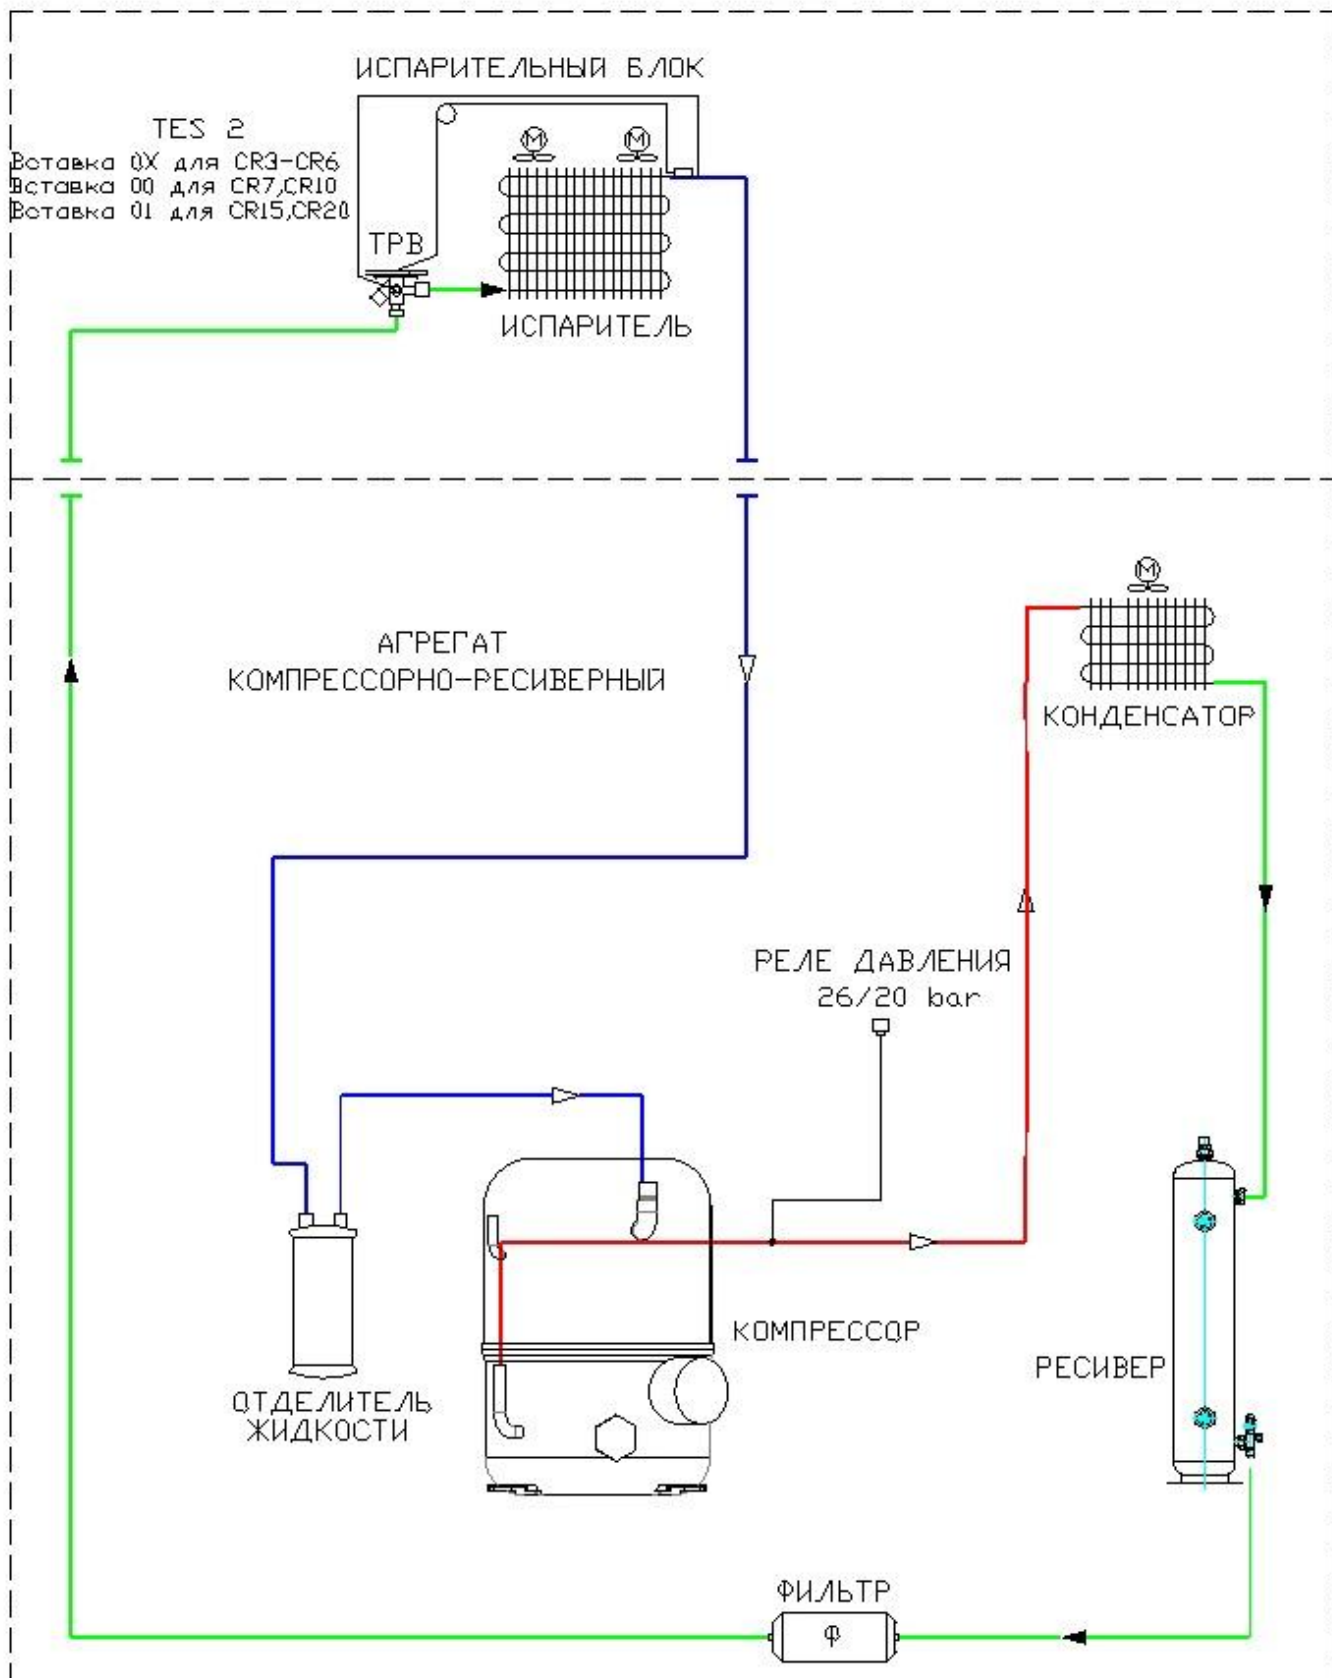 ИСПАРИТЕЛЬНЫЙ БЛОК
TES 2
Вставка 0X для CR3-CR6
Вставка 00 для CR7,CR10
Вставка 01 для CR15,CR20
ТРВ
М
М
ИСПАРИТЕЛЬ
АГРЕГАТ
КОМПРЕССОРНО-РЕСИВЕРНЫЙ
М
КОНДЕНСАТОР
РЕЛЕ ДАВЛЕНИЯ
26/20 bar
КОМПРЕССОР
РЕСИВЕР
ОТДЕЛИТЕЛЬ
ЖИДКОСТИ
ФИЛЬТР
Ф